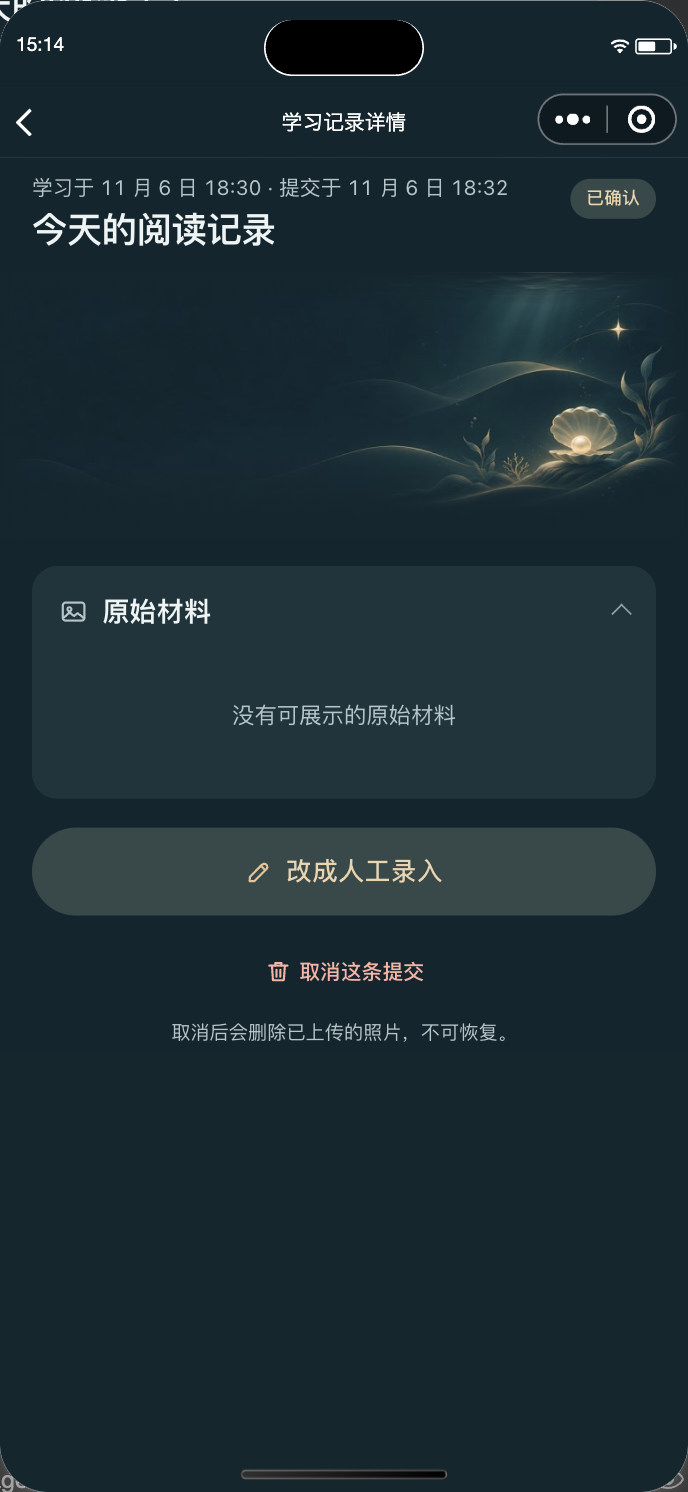 15:14
学习记录详情
学习于 11 月 6 日 18:30 · 提交于 11 月 6 日 18:32
已确认
今天的阅读记录
原始材料
没有可展示的原始材料
改成人工录入
取消这条提交
取消后会删除已上传的照片，不可恢复。